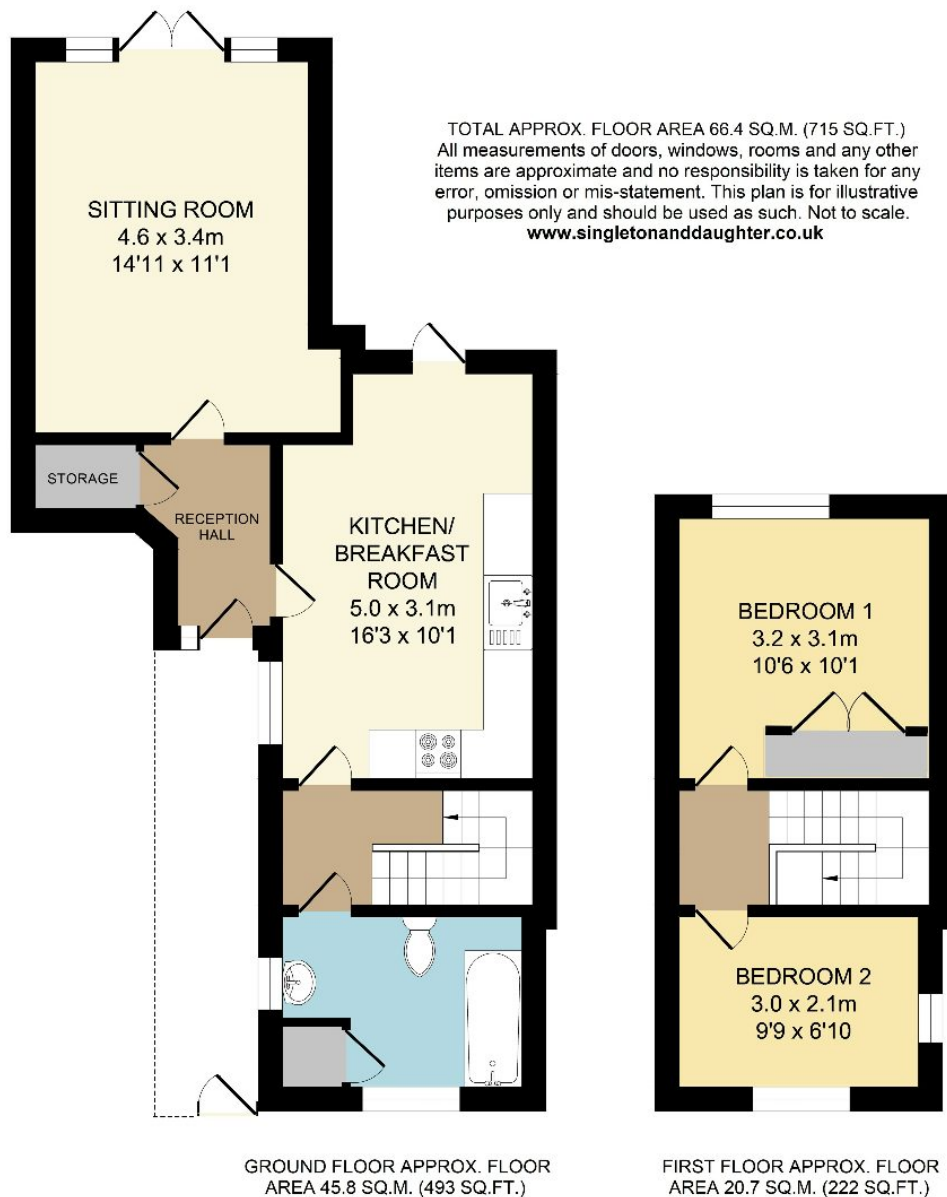 TOTAL APPROX. FLOOR AREA 66.4 SQ.M. (715 SQ.FT.)
All measurements of doors, windows, rooms and any other
items are approximate and no responsibility is taken for any
error, omission or mis-statement. This plan is for illustrative
purposes only and should be used as such. Not to scale.
www.singletonanddaughter.co.uk
SITTING ROOM
4.6 x 3.4m
14'11 x 11'1
STORAGE
RECEPTION
HALL
KITCHEN/
BREAKFAST
ROOM
5.0 x 3.1m
16'3 x 10'1
BEDROOM 1
3.2 x 3.1m
10'6 x 10'1
BEDROOM 2
3.0 x 2.1m
9'9 x 6'10
GROUND FLOOR APPROX. FLOOR
AREA 45.8 SQ.M. (493 SQ.FT.)
FIRST FLOOR APPROX. FLOOR
AREA 20.7 SQ.M. (222 SQ.FT.)